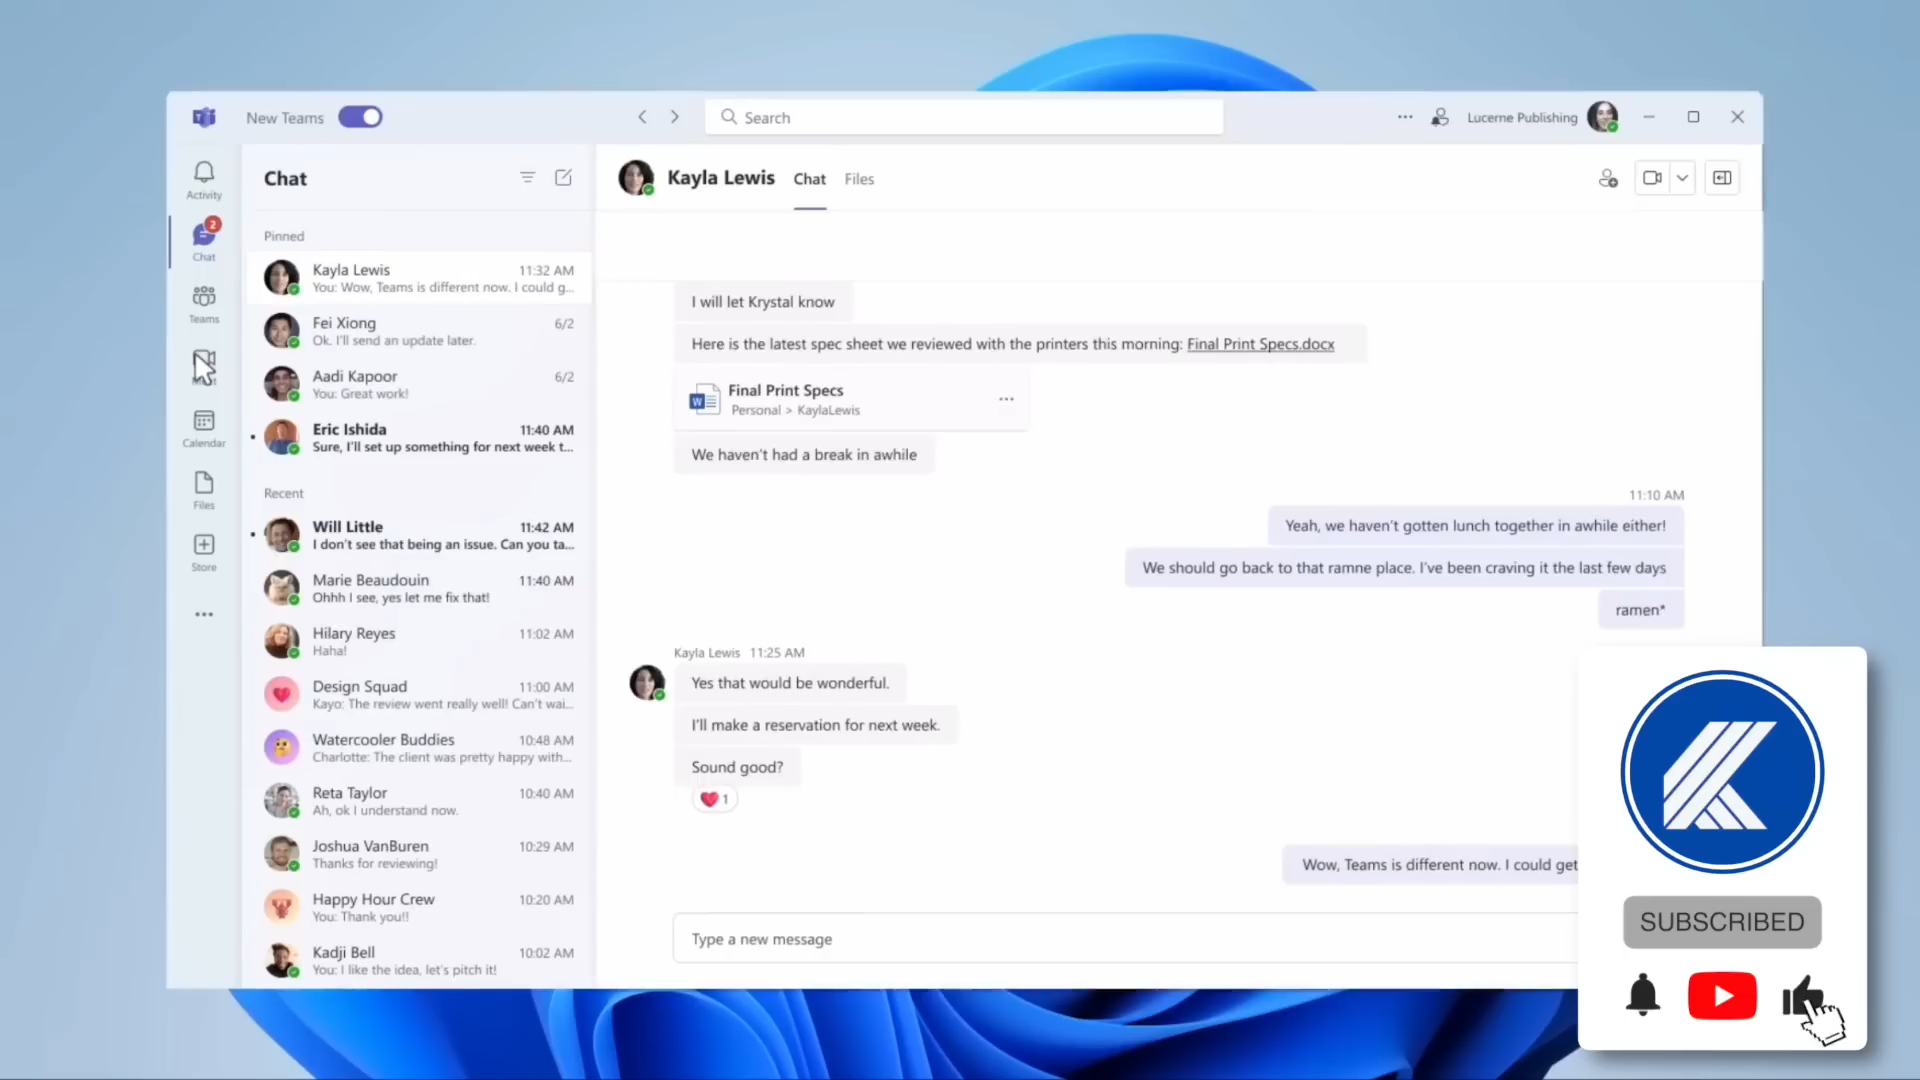 New Teams
Search
Lucerne Publishing
Activity
2
Chat
Teams
Calendar
Files
Store
Chat
Pinned
Kayla Lewis 11:32 AM
You: Wow, Teams is different now. I could g...
Fei Xiong 6/2
Ok. I'll send an update later.
Aadi Kapoor 6/2
You: Great work!
Eric Ishida 11:40 AM
Sure, I'll set up something for next week t...
Recent
Will Little 11:42 AM
I don't see that being an issue. Can you ta...
Marie Beaudouin 11:40 AM
Ohhh I see, yes let me fix that!
Hilary Reyes 11:02 AM
Haha!
Design Squad 11:00 AM
Kayo: The review went really well! Can't wai...
Watercooler Buddies 10:48 AM
Charlotte: The client was pretty happy with...
Reta Taylor 10:40 AM
Ah, ok I understand now.
Joshua VanBuren 10:29 AM
Thanks for reviewing!
Happy Hour Crew 10:20 AM
You: Thank you!!
Kadji Bell 10:02 AM
You: I like the idea, let's pitch it!
Kayla Lewis Chat Files
I will let Krystal know
Here is the latest spec sheet we reviewed with the printers this morning: Final Print Specs.docx
Final Print Specs
Personal > KaylaLewis
We haven't had a break in awhile
11:10 AM
Yeah, we haven't gotten lunch together in awhile either!
We should go back to that ramne place. I've been craving it the last few days
ramen*
Kayla Lewis 11:25 AM
Yes that would be wonderful.
I'll make a reservation for next week.
Sound good?
1
Wow, Teams is different now. I could get
Type a new message
SUBSCRIBED